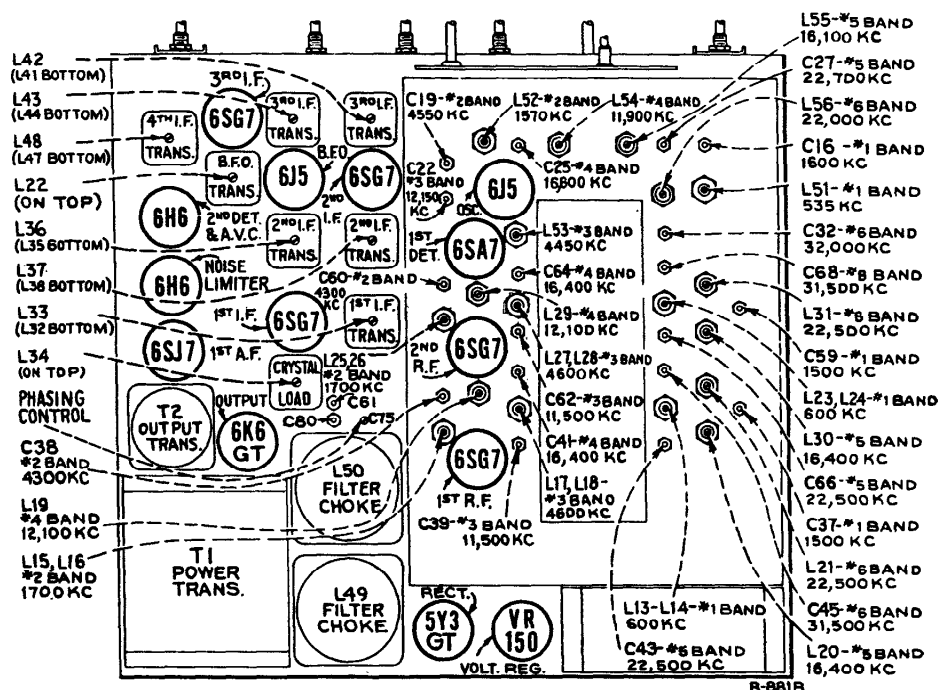 L42
(L41 BOTTOM)
L43
(L44 BOTTOM)
L48
(L47 BOTTOM)
L22
(ON TOP)
L36
(L35 BOTTOM)
L37
(L38 BOTTOM)
L33
(L32 BOTTOM)
L34
(ON TOP)
PHASING
CONTROL
C38
#2 BAND
4300KC
L19
#4 BAND
12,100 KC
L15, L16
#2 BAND
1700KC
3RD I.F.
6SG7
4TH I.F.
TRANS.
3RD I.F.
TRANS.
3RD I.F.
TRANS.
B.F.O.
TRANS.
6J5
B.F.O.
6SG7
2ND
I.F.
6H6
2ND DET.
& A.V.C.
2ND I.F.
TRANS.
2ND I.F.
TRANS.
6H6
NOISE
LIMITER
C60-#2 BAND
4300
KC
1ST I.F.
6SG7
1ST I.F.
TRANS.
6SJ7
1ST A.F.
CRYSTAL
LOAD
L25,26
#2 BAND
1700KC
C61
C80
C75
T2
OUTPUT
TRANS.
OUTPUT
6K6
GT
L50
FILTER
CHOKE
T1
POWER
TRANS.
L49
FILTER
CHOKE
RECT.
5Y3
GT
VR
150
VOLT. REG.
C19-#2 BAND
4550 KC
L52-#2 BAND
1570 KC
L54-#4 BAND
11,900 KC
C22
#3 BAND
12,150
KC
6J5
OSC.
C25-#4 BAND
16,800 KC
1ST
DET.
6SA7
L53-#3 BAND
4450 KC
C64-#4 BAND
16,400 KC
L29-#4 BAND
12,100 KC
2ND
R.F.
6SG7
L27, L28-#3 BAND
4600 KC
C62-#3 BAND
11,500 KC
C41-#4 BAND
16,400 KC
6SG7
1ST R.F.
L17, L18-
#3 BAND
4600 KC
C39-#3 BAND
11,500 KC
L13-L14-#1 BAND
600 KC
C43-#5 BAND
22,500 KC
L55-#5 BAND
16,100 KC
C27-#5 BAND
22,700 KC
L56-#6 BAND
22,000 KC
C16 -#1 BAND
1600 KC
L51-#1 BAND
535 KC
C32-#6 BAND
32,000 KC
C68-#6 BAND
31,500 KC
L31-#6 BAND
22,500 KC
C59-#1 BAND
1500 KC
L23, L24-#1 BAND
600 KC
L30-#5 BAND
16,400 KC
C66-#5 BAND
22,500 KC
C37-#1 BAND
1500 KC
L21-#6 BAND
22,500 KC
C45-#6 BAND
31,500 KC
L20-#5 BAND
16,400 KC
R-881B